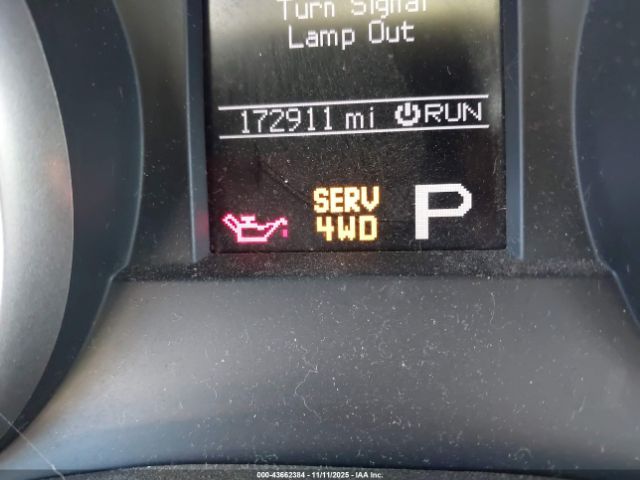 Turn Signal
Lamp Out
172911 mi RUN
SERV
4WD P
000-43662384 - 11/11/2025 - IAA Inc.